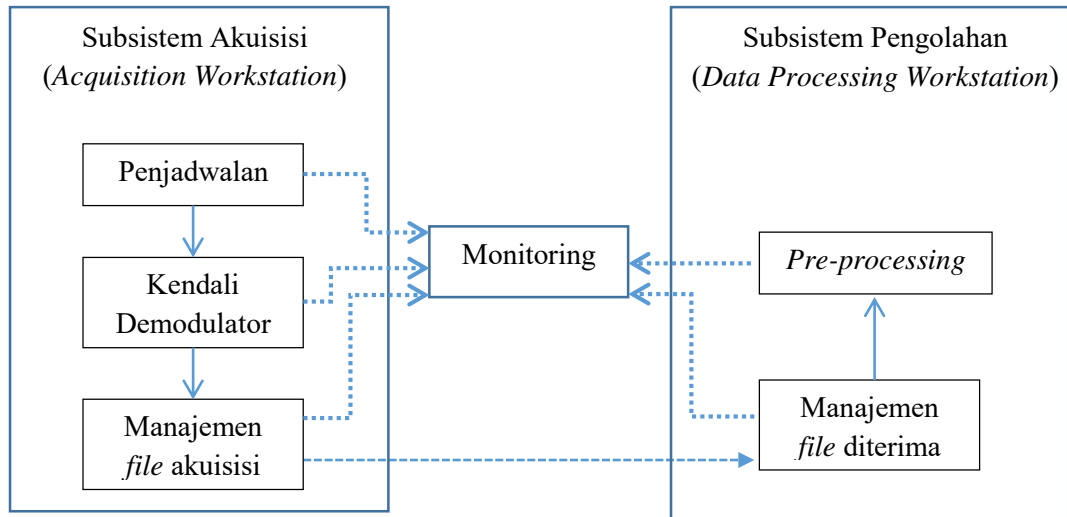 Subsistem Akuisisi
(Acquisition Workstation)
Penjadwalan
Kendali
Demodulator
Manajemen
file akuisisi
Monitoring
Subsistem Pengolahan
(Data Processing Workstation)
Pre-processing
Manajemen
file diterima